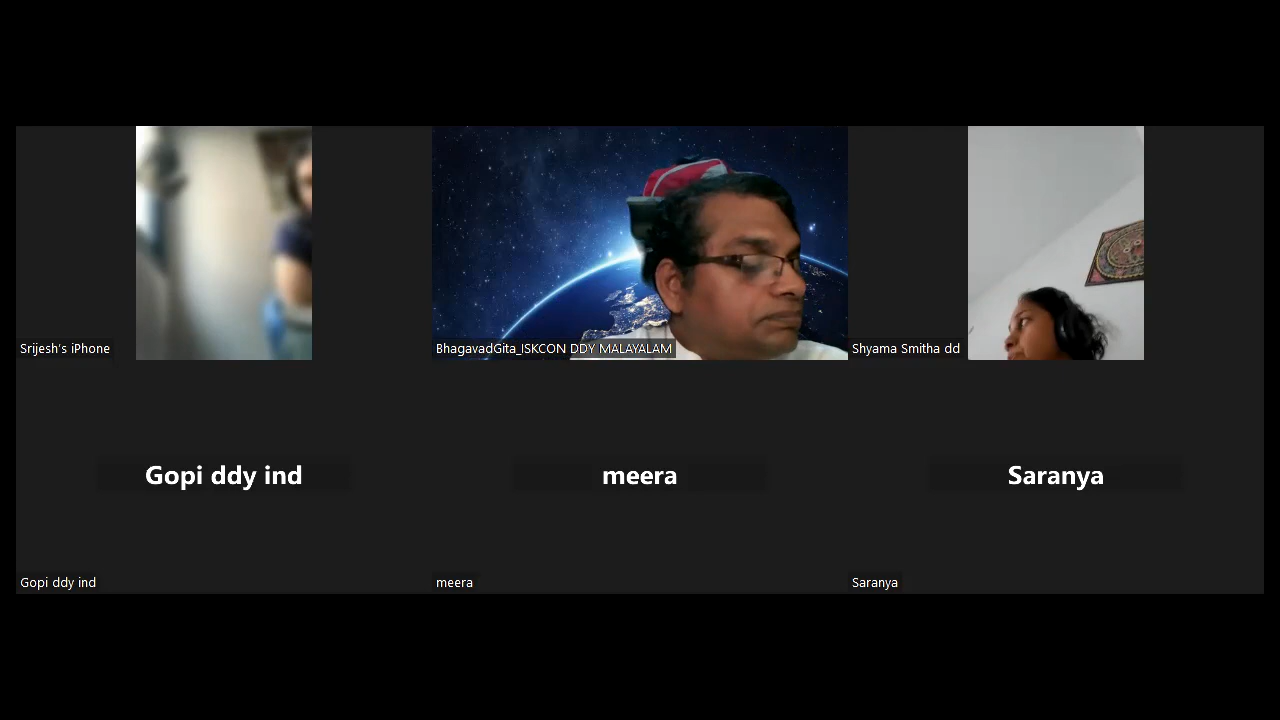 Srijesh's iPhone
BhagavadGita_ISKCON DDY MALAYALAM
Shyama Smitha dd
Gopi ddy ind
meera
Saranya
Gopi ddy ind
meera
Saranya